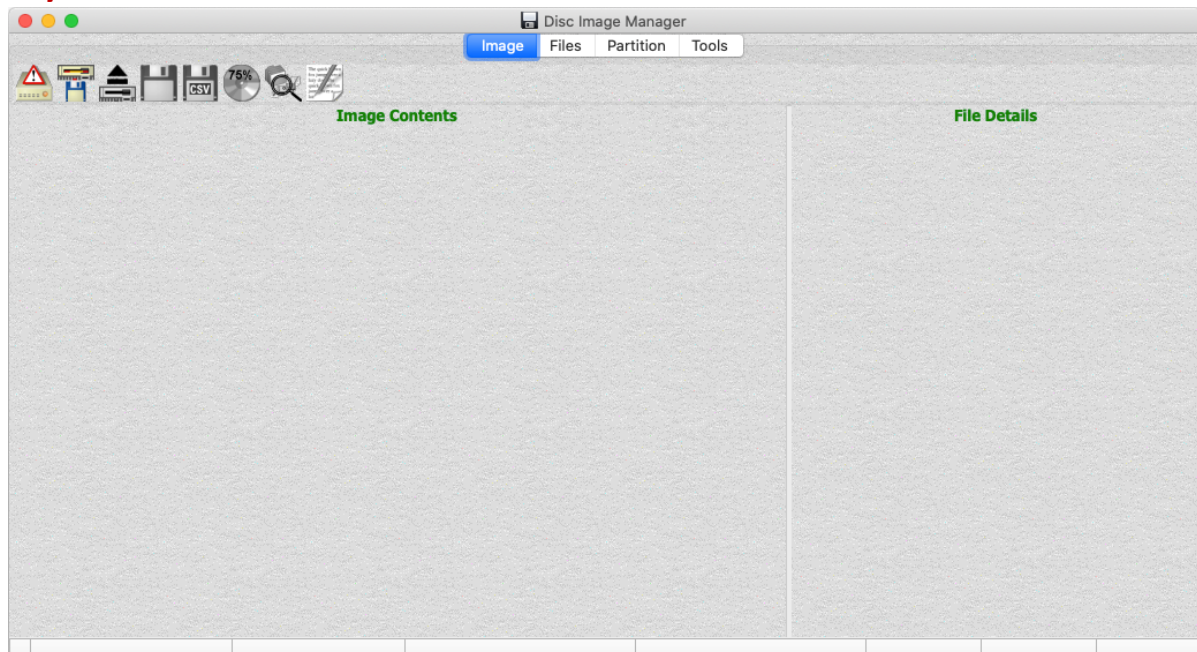 Disc Image Manager
Image Files Partition Tools
CSV 75%
Image Contents File Details